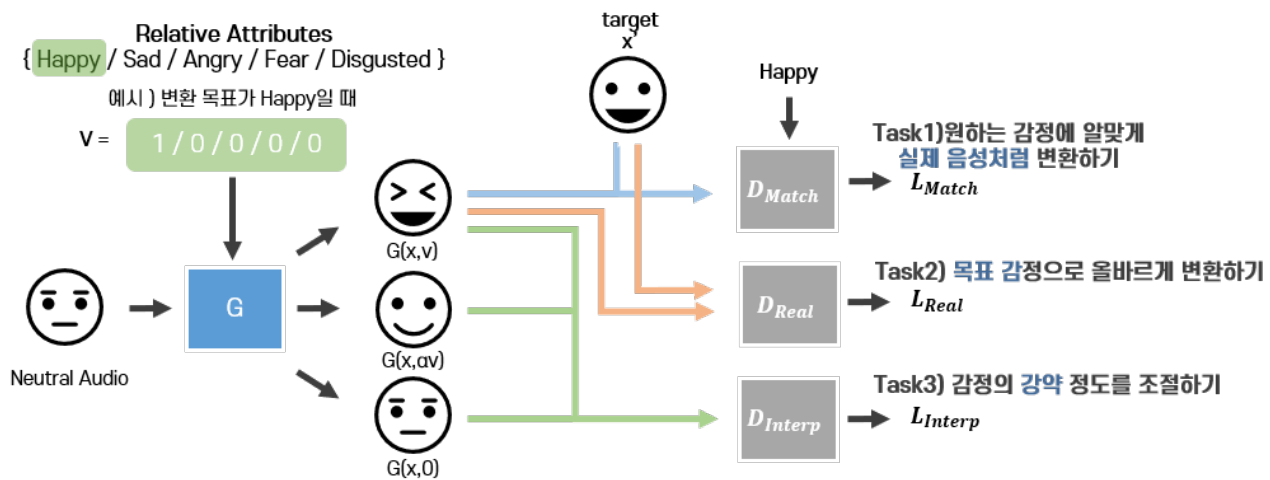 Relative Attributes
{ Happy / Sad / Angry / Fear / Disgusted }
예시 ) 변환 목표가 Happy일 때
V = 1 / 0 / 0 / 0 / 0
G
Neutral Audio
G(x,v)
G(x,αv)
G(x,0)
target
x'
Happy
D_Match
Task1)원하는 감정에 알맞게
실제 음성처럼 변환하기
L_Match
D_Real
Task2) 목표 감정으로 올바르게 변환하기
L_Real
D_Interp
Task3) 감정의 강약 정도를 조절하기
L_Interp